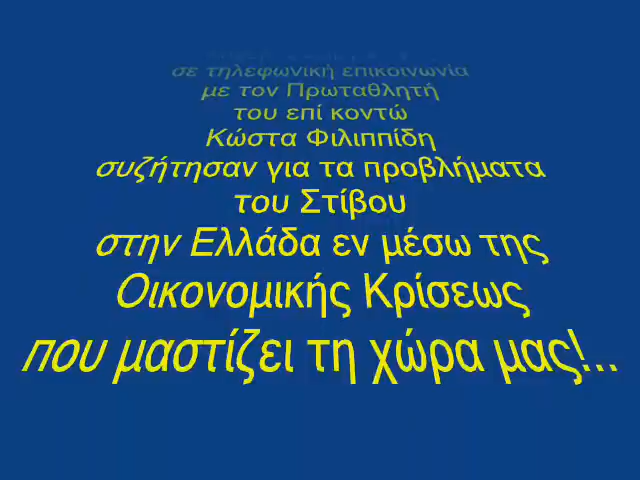 σε τηλεφωνική επικοινωνία
με τον Πρωταθλητή
του επί κοντώ
Κώστα Φιλιππίδη
συζήτησαν για τα προβλήματα
του Στίβου
στην Ελλάδα εν μέσω της
Οικονομικής Κρίσεως
που μαστίζει τη χώρα μας!..